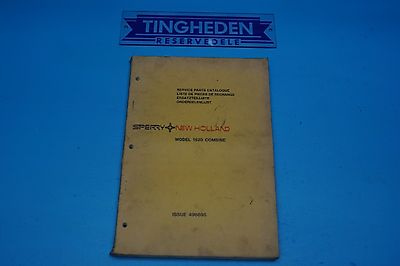 TINGHEDEN
RESERVEDELE
SERVICE PARTS CATALOGUE
LISTE DE PIECES DE RECHANGE
ERSATZTEILLISTE
ONDERDELENLIJST
SPERRY NEW HOLLAND
MODEL 1520 COMBINE
ISSUE 496695